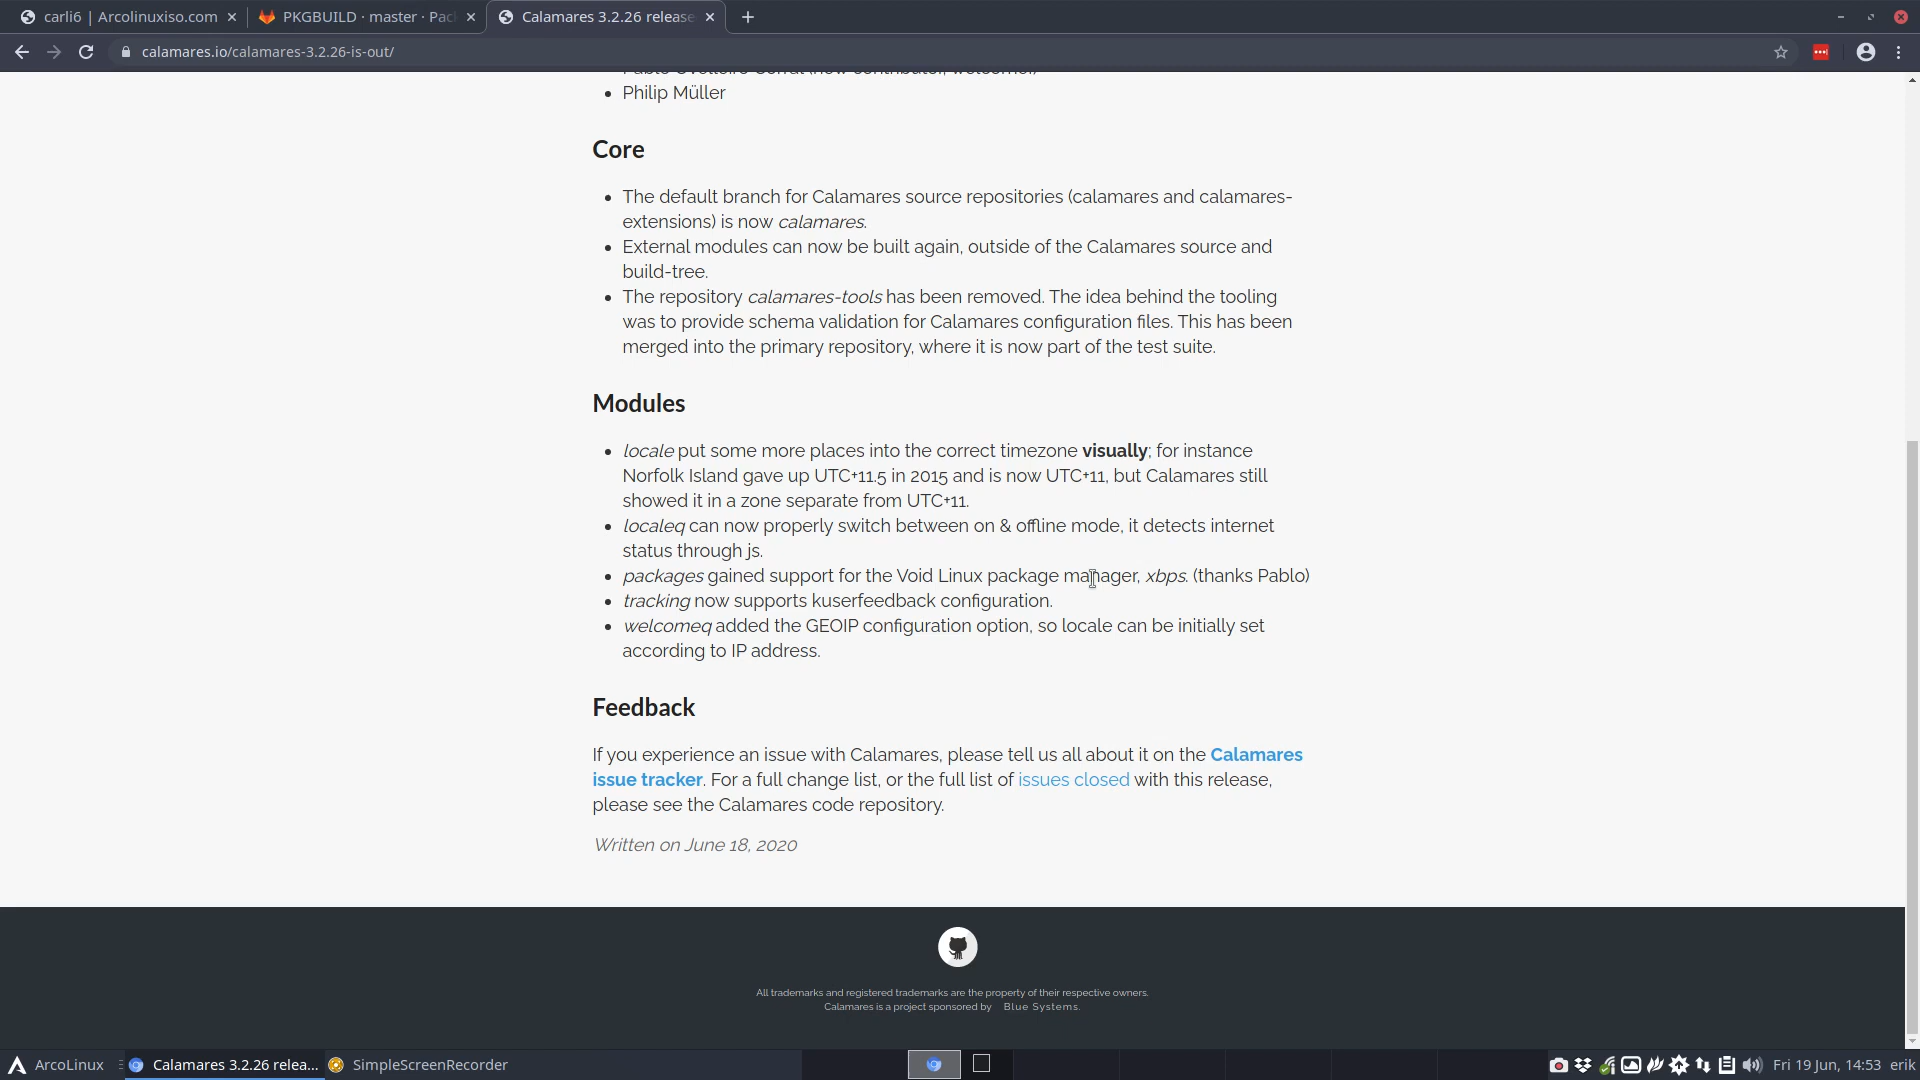 carli6 | Arcolinuxiso.com
PKGBUILD · master · Pac
Calamares 3.2.26 release
calamares.io/calamares-3.2.26-is-out/
Philip Müller
Core
The default branch for Calamares source repositories (calamares and calamares-
extensions) is now calamares.
External modules can now be built again, outside of the Calamares source and
build-tree.
The repository calamares-tools has been removed. The idea behind the tooling
was to provide schema validation for Calamares configuration files. This has been
merged into the primary repository, where it is now part of the test suite.
Modules
locale put some more places into the correct timezone visually; for instance
Norfolk Island gave up UTC+11.5 in 2015 and is now UTC+11, but Calamares still
showed it in a zone separate from UTC+11.
localeq can now properly switch between on & offline mode, it detects internet
status through js.
packages gained support for the Void Linux package manager, xbps. (thanks Pablo)
tracking now supports kuserfeedback configuration.
welcomeq added the GEOIP configuration option, so locale can be initially set
according to IP address.
Feedback
If you experience an issue with Calamares, please tell us all about it on the Calamares
issue tracker. For a full change list, or the full list of issues closed with this release,
please see the Calamares code repository.
Written on June 18, 2020
All trademarks and registered trademarks are the property of their respective owners.
Calamares is a project sponsored by Blue Systems.
ArcoLinux
Calamares 3.2.26 relea...
SimpleScreenRecorder
Fri 19 Jun, 14:53 erik